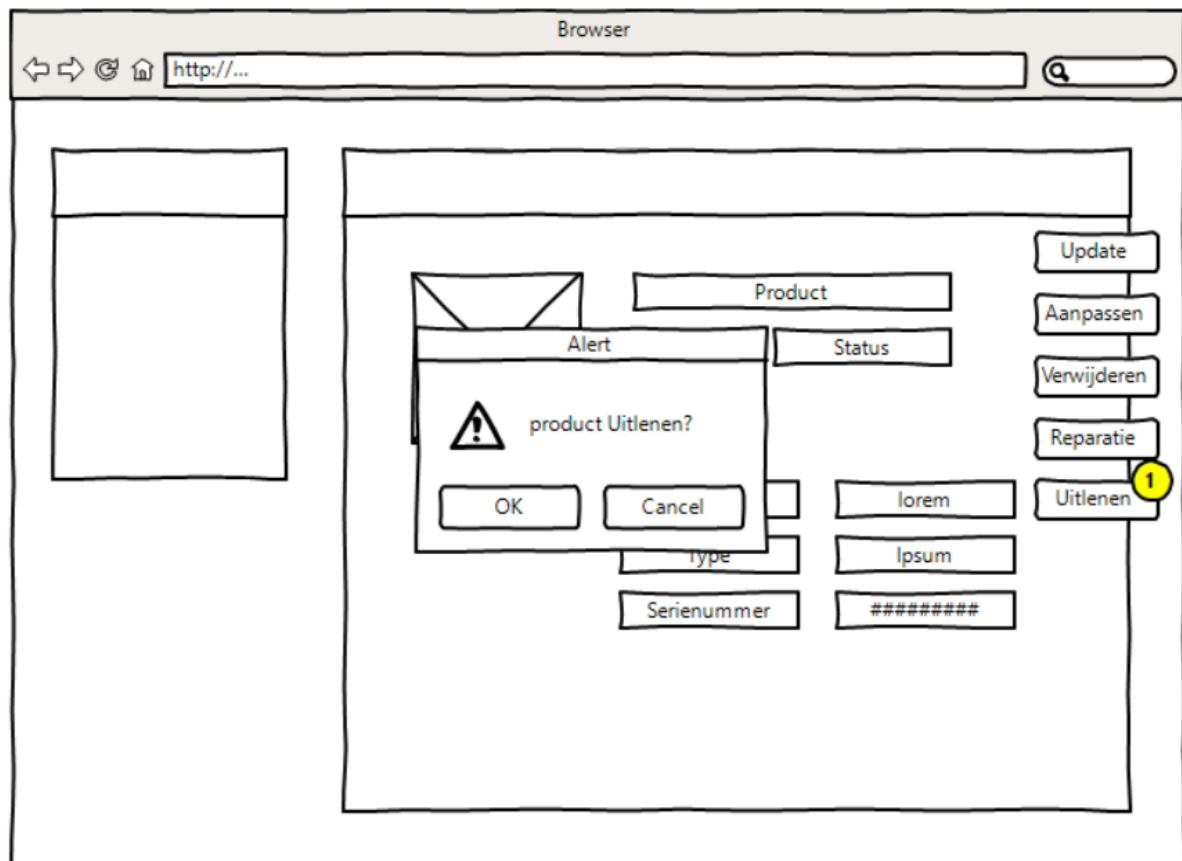 Browser
http://...
Update
Product
Aanpassen
Alert
Status
Verwijderen
product Uitlenen?
Reparatie
1
OK
Cancel
lorem
Uitlenen
Type
Ipsum
Serienummer
#########